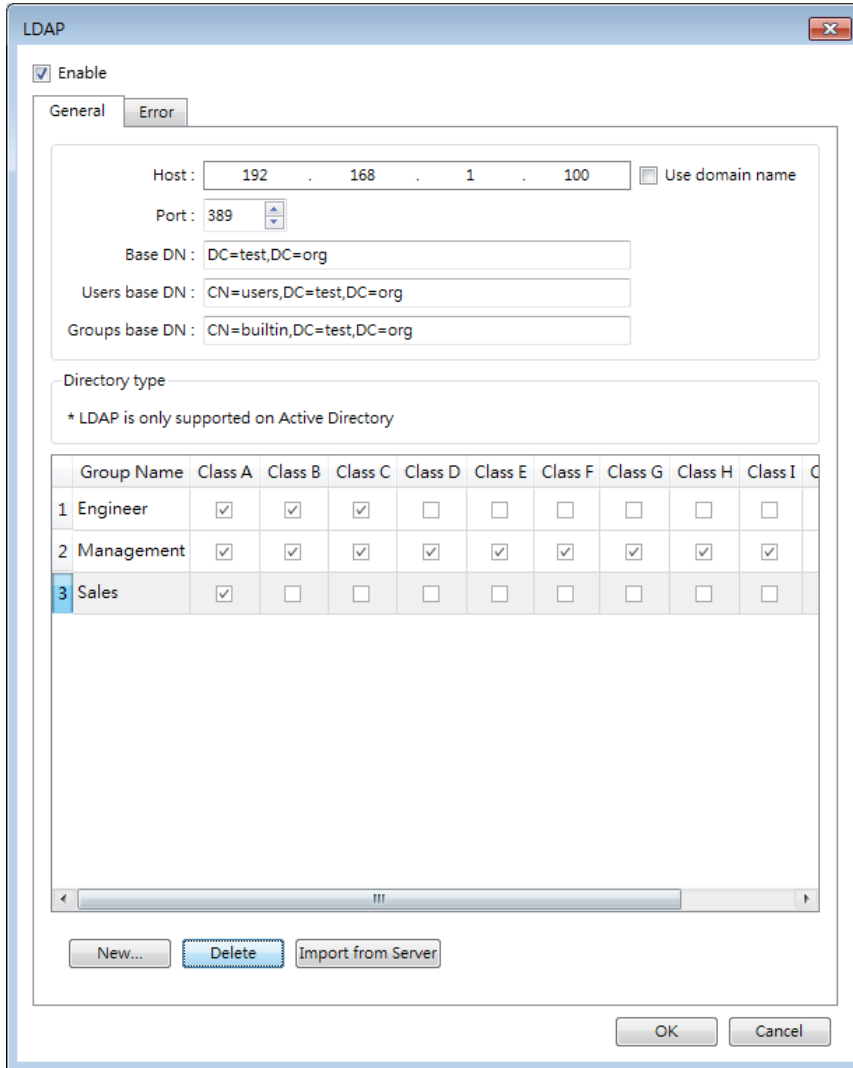 LDAP
Enable
General Error
Host : 192 . 168 . 1 . 100 Use domain name
Port : 389
Base DN : DC=test,DC=org
Users base DN : CN=users,DC=test,DC=org
Groups base DN : CN=builtin,DC=test,DC=org
Directory type
* LDAP is only supported on Active Directory
Group Name Class A Class B Class C Class D Class E Class F Class G Class H Class I
1 Engineer
2 Management
3 Sales
New... Delete Import from Server
OK Cancel